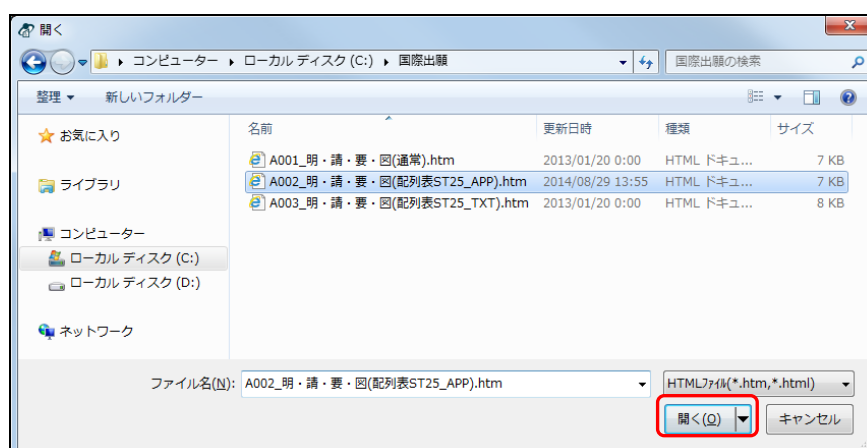 開く
コンピューター ▸ ローカル ディスク (C:) ▸ 国際出願
国際出願の検索
整理 新しいフォルダー
お気に入り
ライブラリ
コンピューター
ローカル ディスク (C:)
ローカル ディスク (D:)
ネットワーク
名前 更新日時 種類 サイズ
A001_明・請・要・図(通常).htm 2013/01/20 0:00 HTML ドキュ... 7 KB
A002_明・請・要・図(配列表ST25_APP).htm 2014/08/29 13:55 HTML ドキュ... 7 KB
A003_明・請・要・図(配列表ST25_TXT).htm 2013/01/20 0:00 HTML ドキュ... 8 KB
ファイル名(N): A002_明・請・要・図(配列表ST25_APP).htm
HTMLファイル(*.htm,*.html)
開く(O) キャンセル